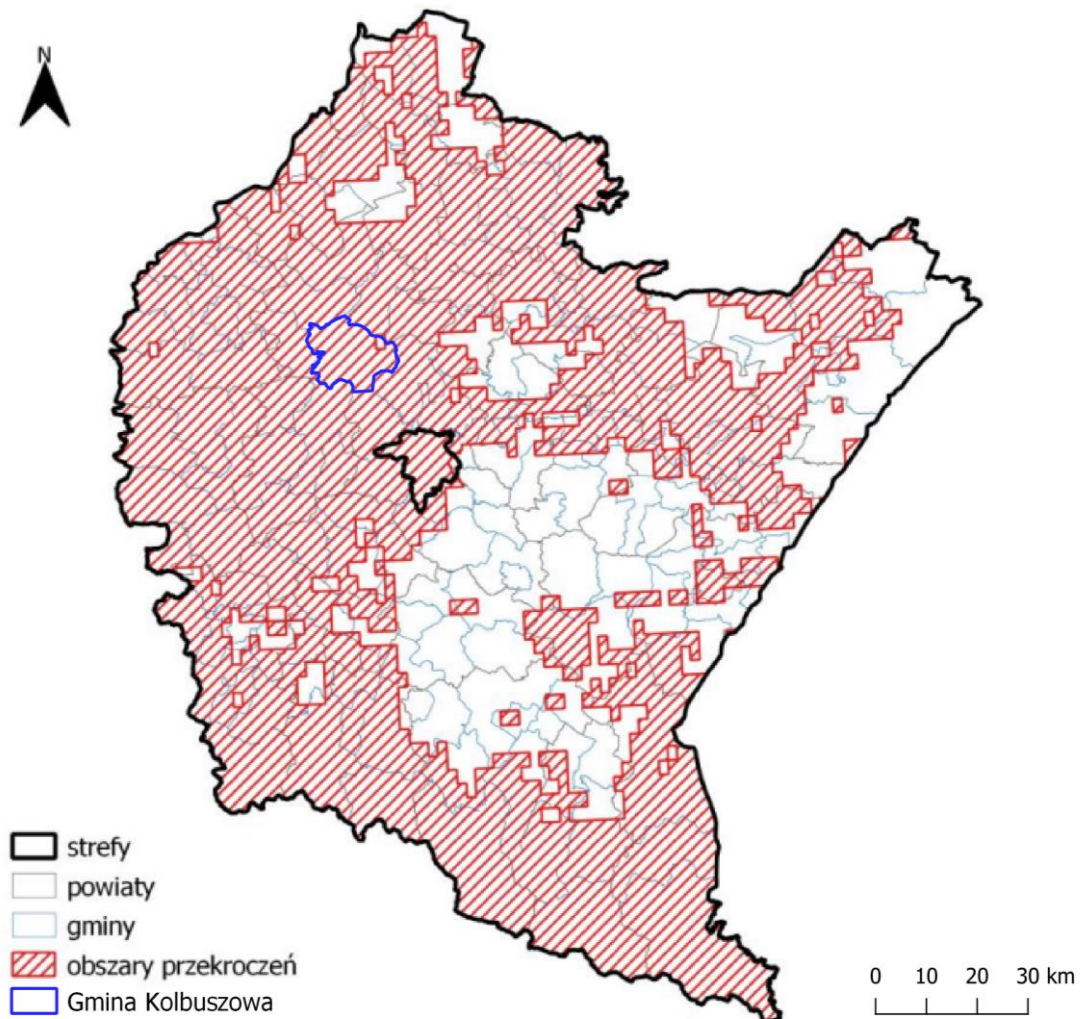 N
strefy
powiaty
gminy
obszary przekroczeń
Gmina Kolbuszowa
0 10 20 30 km